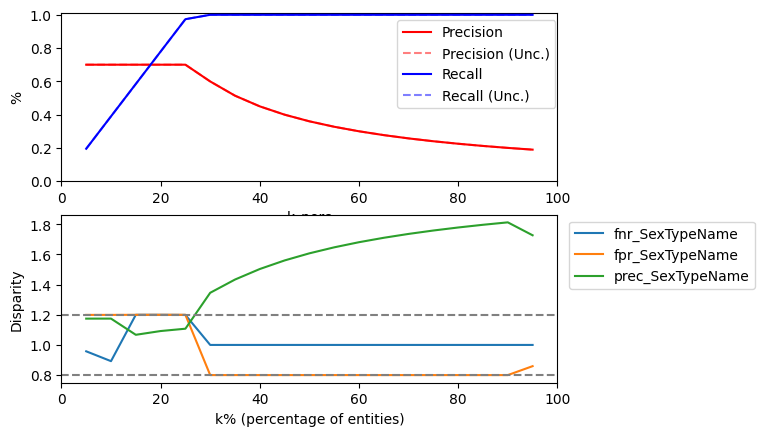 1.0
0.8
0.6
0.4
0.2
0.0
%
0 20 40 60 80 100
Precision
Precision (Unc.)
Recall
Recall (Unc.)
1.8
1.6
1.4
1.2
1.0
0.8
Disparity
0 20 40 60 80 100
k% (percentage of entities)
fnr_SexTypeName
fpr_SexTypeName
prec_SexTypeName